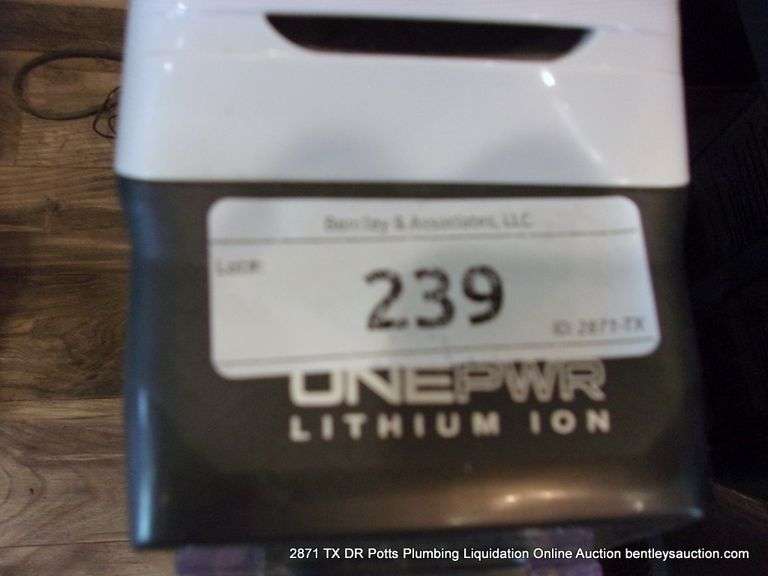 Bentley & Associates, LLC
239
ID: 2871-TX
ONEPWR
LITHIUM ION
2871 TX DR Potts Plumbing Liquidation Online Auction bentleysauction.com